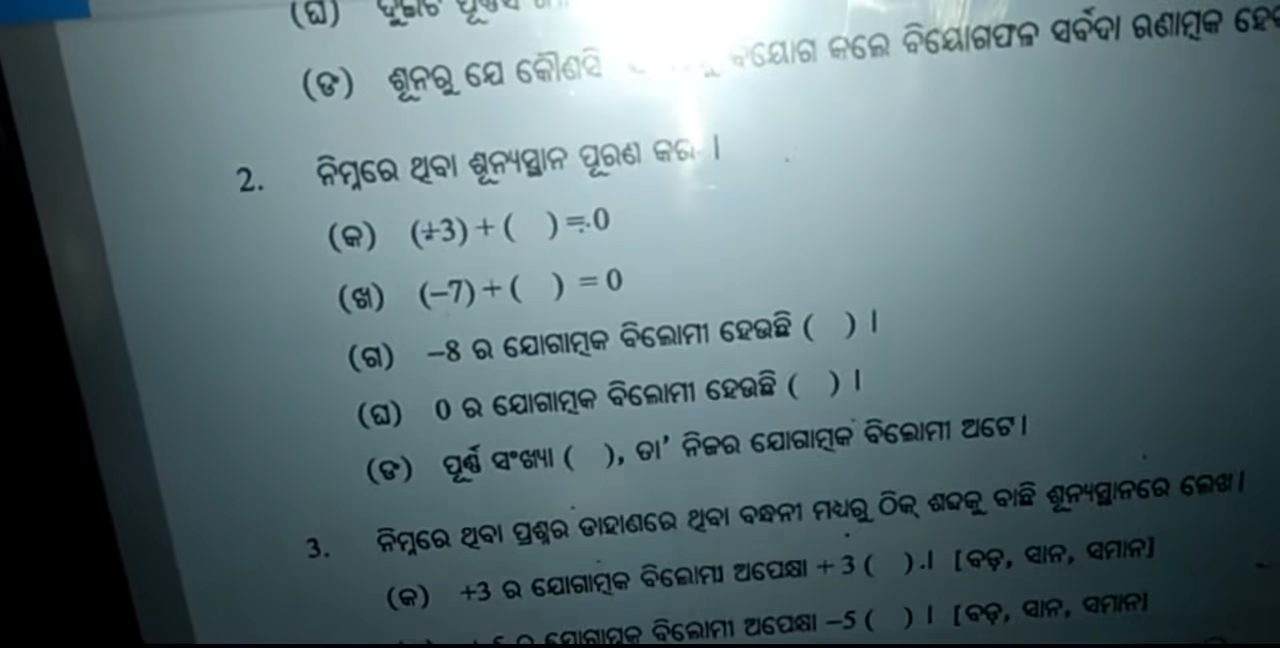 (ଘ) ଦୁଇଟି
(ଙ) ଶୂନରୁ ଯେ କୌଣସି ବିୟୋଗ କଲେ ବିୟୋଗଫଳ ସର୍ବଦା ଋଣାତ୍ମକ
2. ନିମ୍ନରେ ଥିବା ଶୂନ୍ୟସ୍ଥାନ ପୂରଣ କର ।
(କ) (+3) + ( ) = 0
(ଖ) (–7) + ( ) = 0
(ଗ) –8 ର ଯୋଗାତ୍ମକ ବିଲୋମୀ ହେଉଛି ( ) ।
(ଘ) 0 ର ଯୋଗାତ୍ମକ ବିଲୋମୀ ହେଉଛି ( ) ।
(ଙ) ପୂର୍ଣ୍ଣ ସଂଖ୍ୟା ( ), ତା’ ନିଜର ଯୋଗାତ୍ମକ ବିଲୋମୀ ଅଟେ ।
3. ନିମ୍ନରେ ଥିବା ପ୍ରଶ୍ନର ଡାହାଣରେ ଥିବା ବନ୍ଧନୀ ମଧ୍ୟରୁ ଠିକ୍ ଶବ୍ଦକୁ ବାଛି ଶୂନ୍ୟସ୍ଥାନରେ ଲେଖ ।
(କ) +3 ର ଯୋଗାତ୍ମକ ବିଲୋମୀ ଅପେକ୍ଷା + 3 ( ) । [ବଡ଼, ସାନ, ସମାନ]
ର ଯୋଗାତ୍ମକ ବିଲୋମୀ ଅପେକ୍ଷା –5 ( ) । [ବଡ଼, ସାନ, ସମାନ]